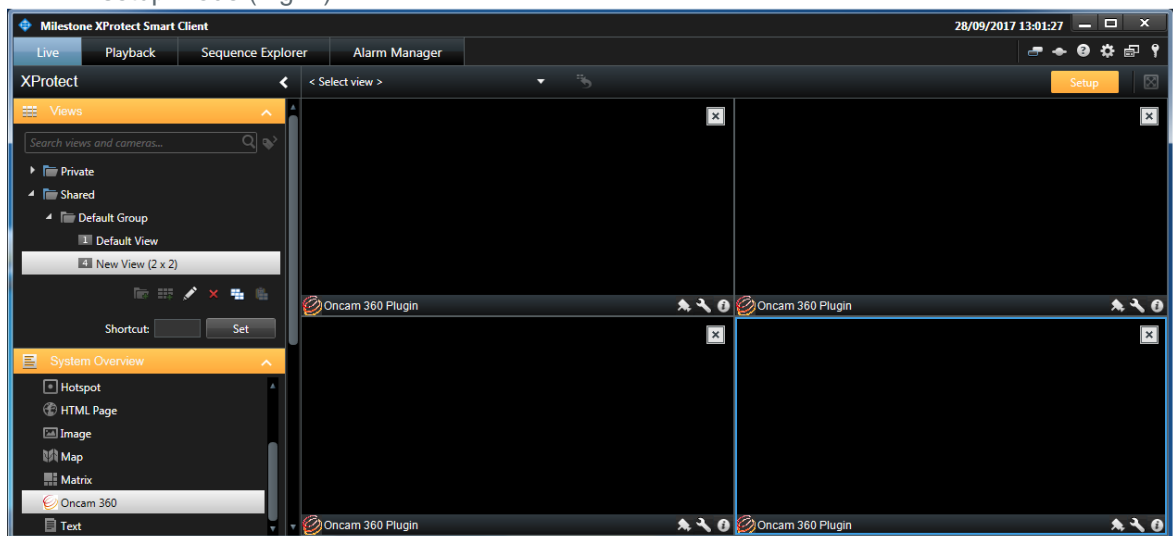 Milestone XProtect Smart Client 28/09/2017 13:01:27
Live Playback Sequence Explorer Alarm Manager
XProtect < Select view > Setup
Views
Search views and cameras...
Private
Shared
Default Group
1 Default View
4 New View (2 x 2)
Oncam 360 Plugin Oncam 360 Plugin
Shortcut: Set
System Overview
Hotspot
HTML Page
Image
Map
Matrix
Oncam 360
Text
Oncam 360 Plugin Oncam 360 Plugin